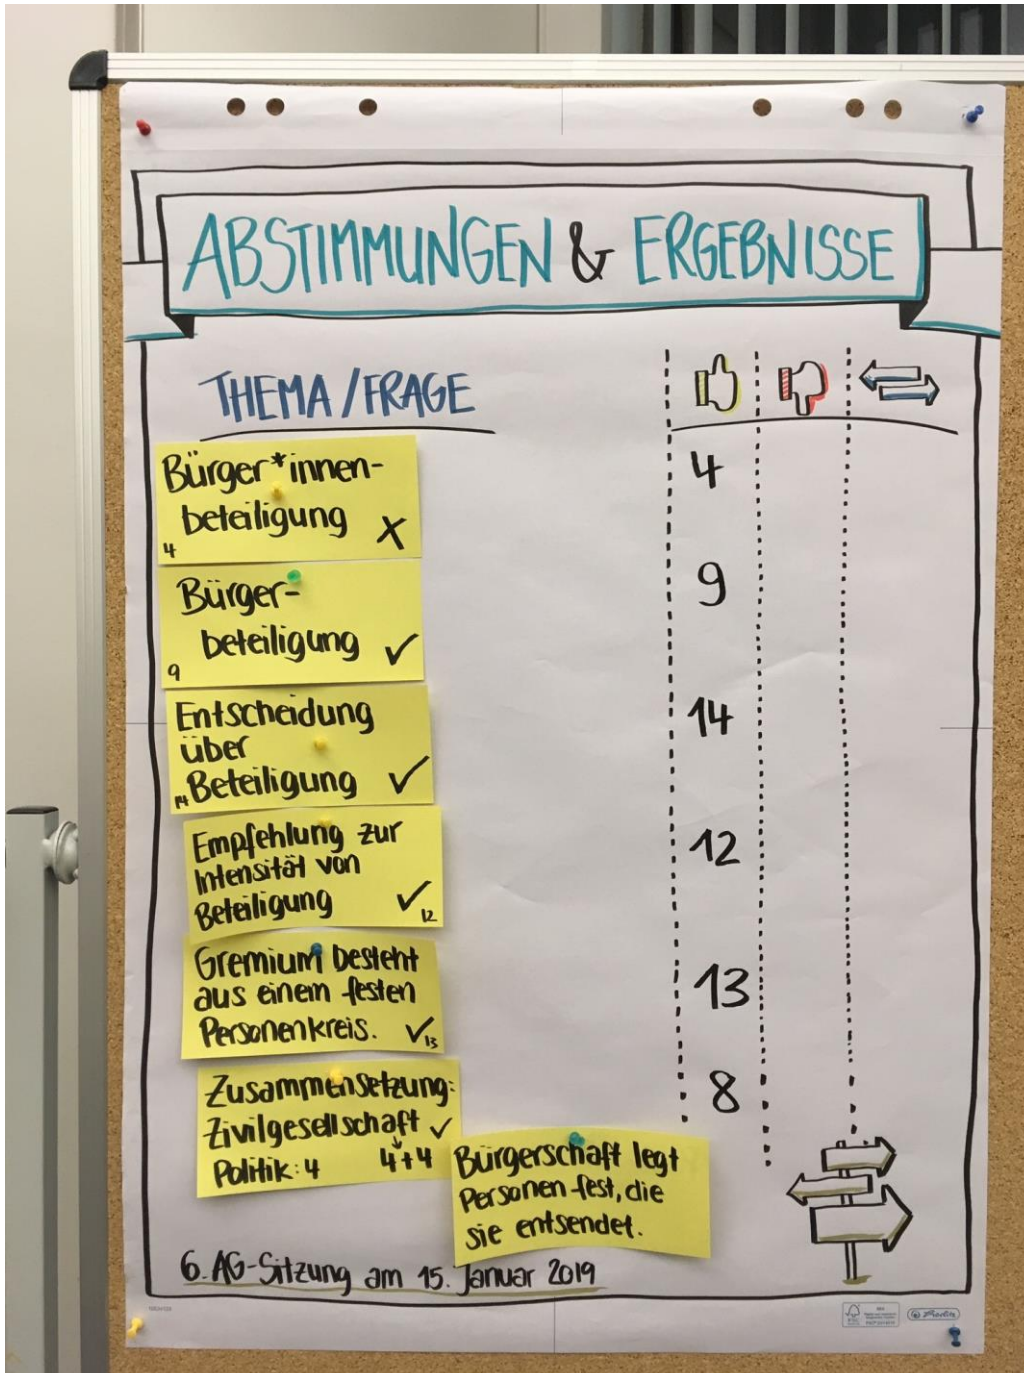 ABSTIMMUNGEN & ERGEBNISSE
THEMA/FRAGE
Bürger*innen-
beteiligung X
4
4
Bürger-
beteiligung ✓
9
9
Entscheidung
über
Beteiligung ✓
14
14
Empfehlung zur
Intensität von
Beteiligung ✓
12
12
Gremium besteht
aus einem festen
Personenkreis. ✓
13
13
Zusammensetzung:
Zivilgesellschaft ✓
Politik: 4 4+4
8
Bürgerschaft legt
Personen fest, die
sie entsendet.
6. AG-Sitzung am 15. Januar 2019
FSC